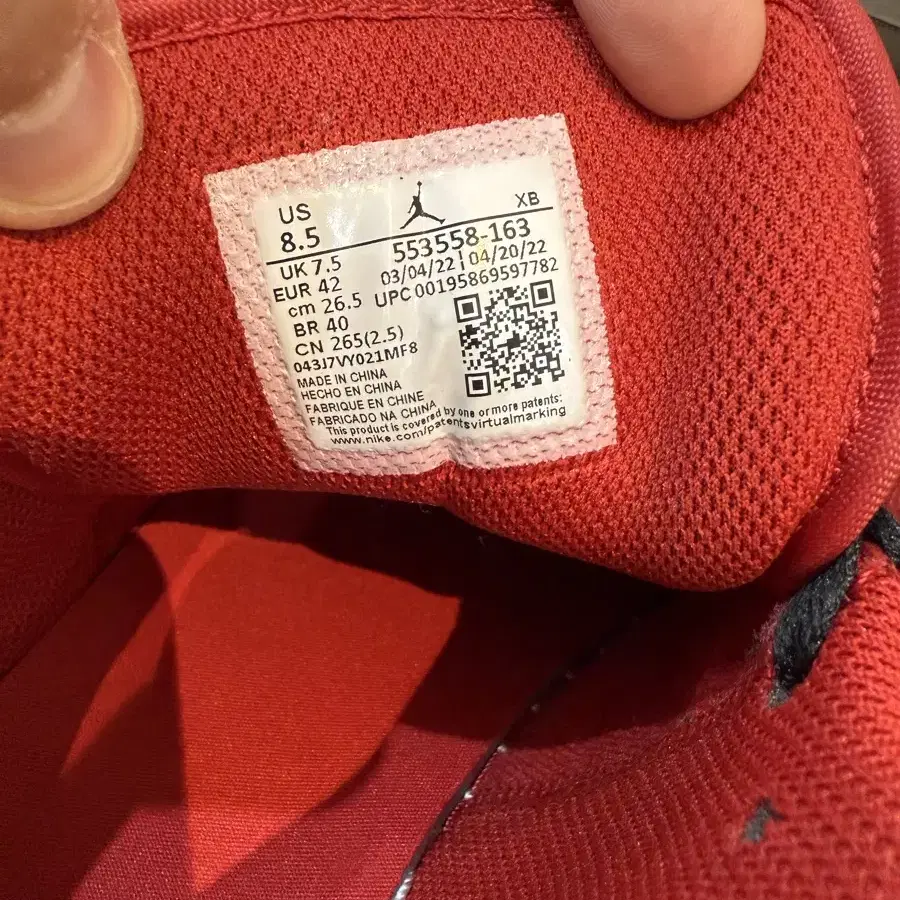 US
8.5
XB
553558-163
UK 7.5
03/04/22 | 04/20/22
EUR 42
UPC 00195869597782
cm 26.5
BR 40
CN 265(2.5)
043J7VY021MF8
MADE IN CHINA
HECHO EN CHINA
FABRIQUE EN CHINE
FABRICADO NA CHINA
This product is covered by one or more patents:
www.nike.com/patentsvirtualmarking